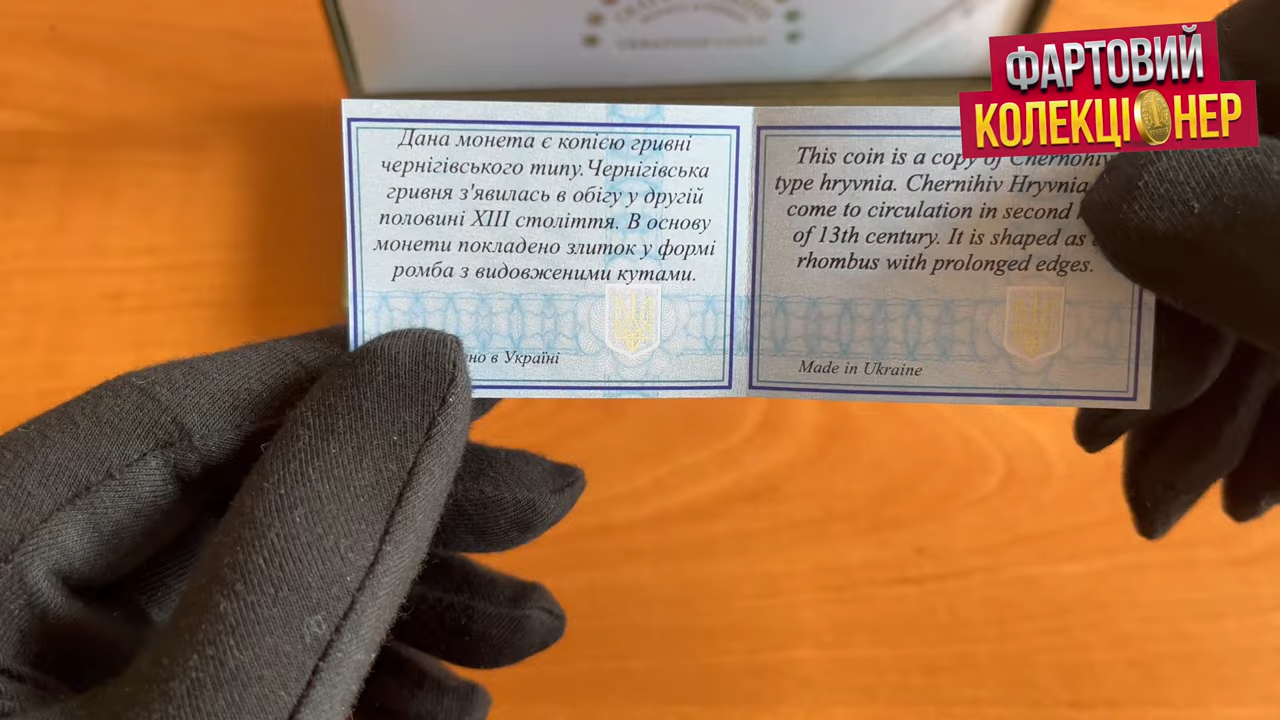 ФАРТОВИЙ
КОЛЕКЦІОНЕР
Дана монета є копією гривні
чернігівського типу. Чернігівська
гривня з'явилась в обігу у другій
половині XIII століття. В основу
монети покладено злиток у формі
ромба з видовженими кутами.
в Україні
This coin is a copy of
type hryvnia. Chernihiv Hryvnia
come to circulation in second
of 13th century. It is shaped as
rhombus with prolonged edges.
Made in Ukraine